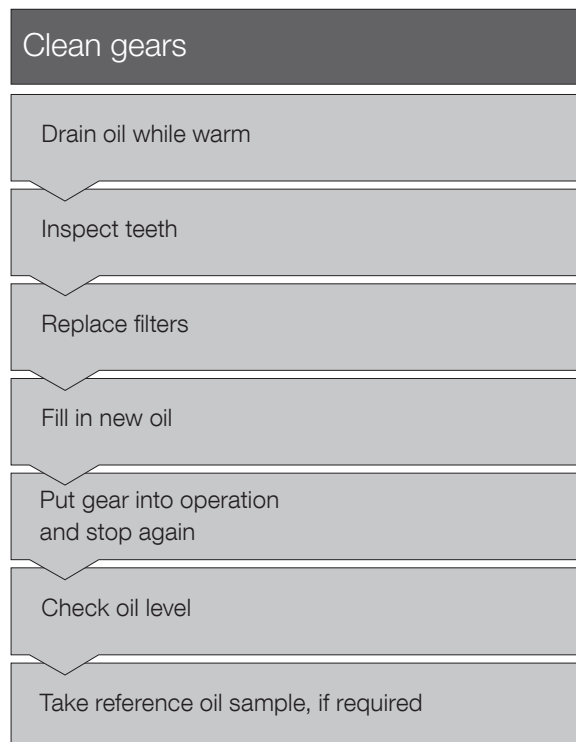 Clean gears
Drain oil while warm
Inspect teeth
Replace filters
Fill in new oil
Put gear into operation
and stop again
Check oil level
Take reference oil sample, if required